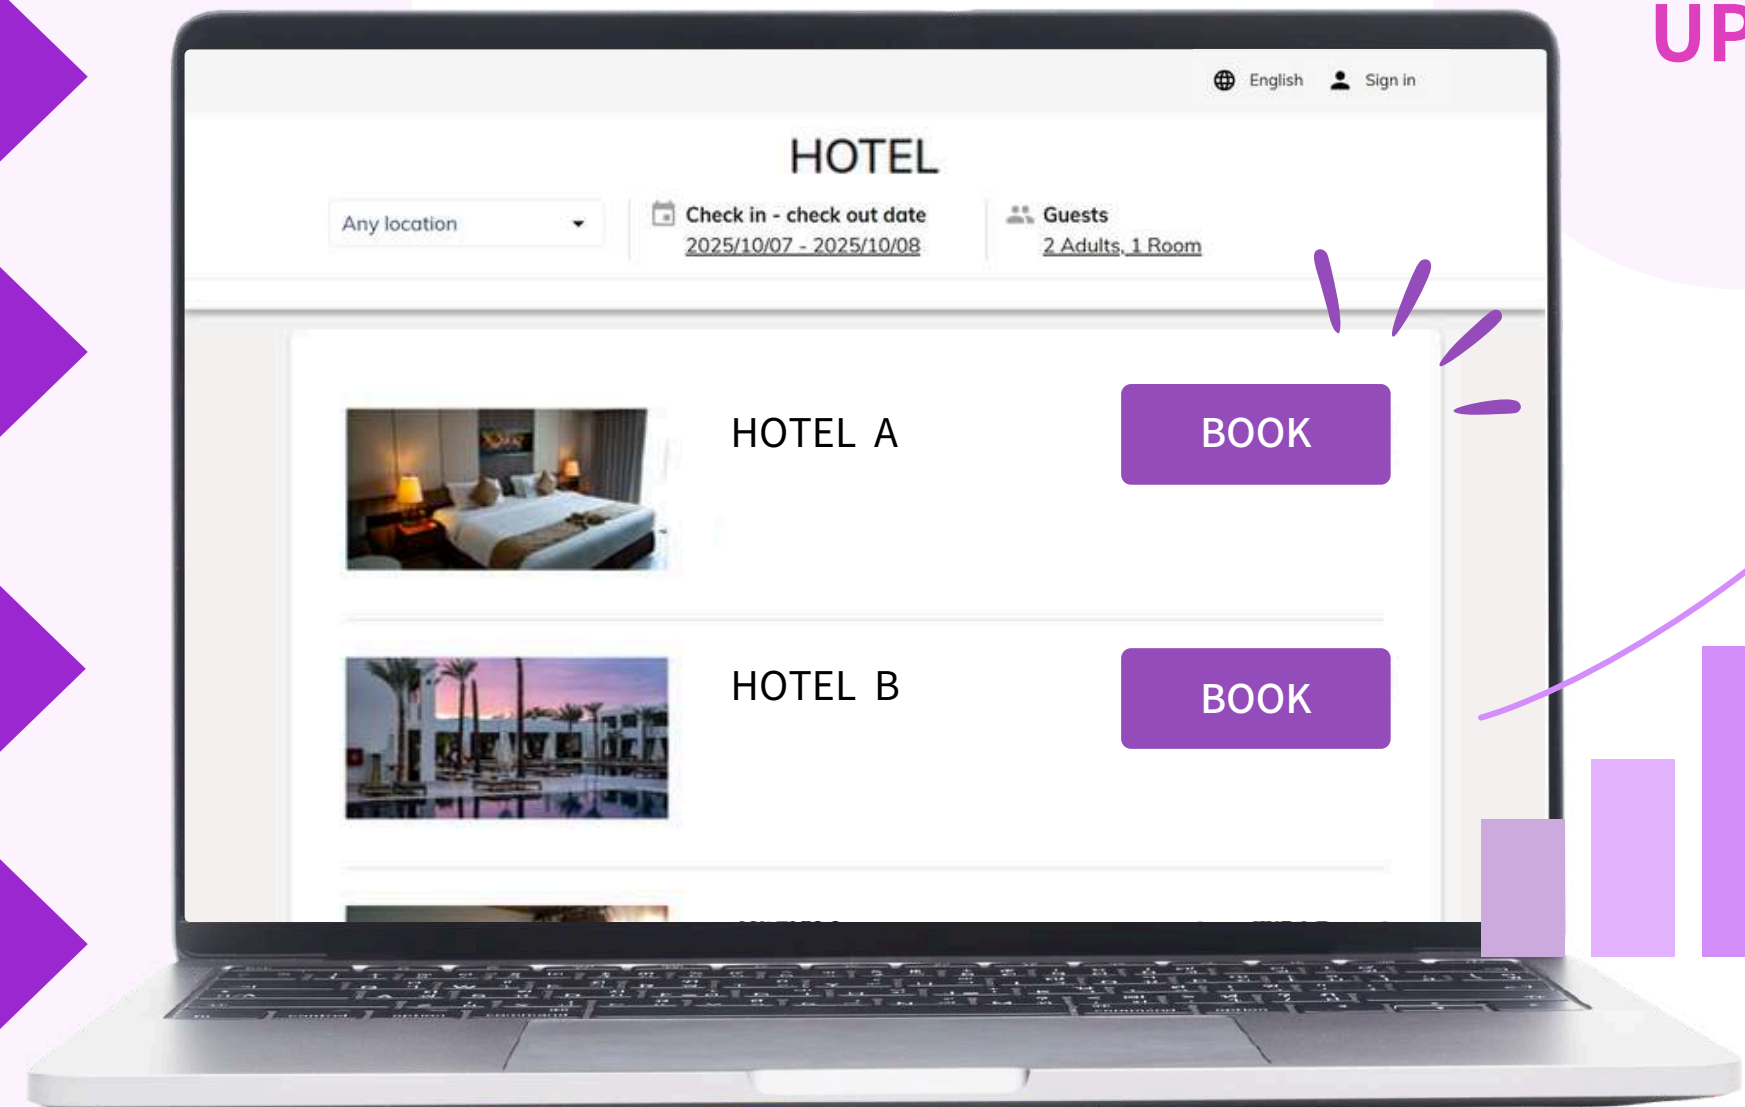 UP
English Sign in
HOTEL
Any location
Check in - check out date
2025/10/07 - 2025/10/08
Guests
2 Adults, 1 Room
HOTEL A
BOOK
HOTEL B
BOOK